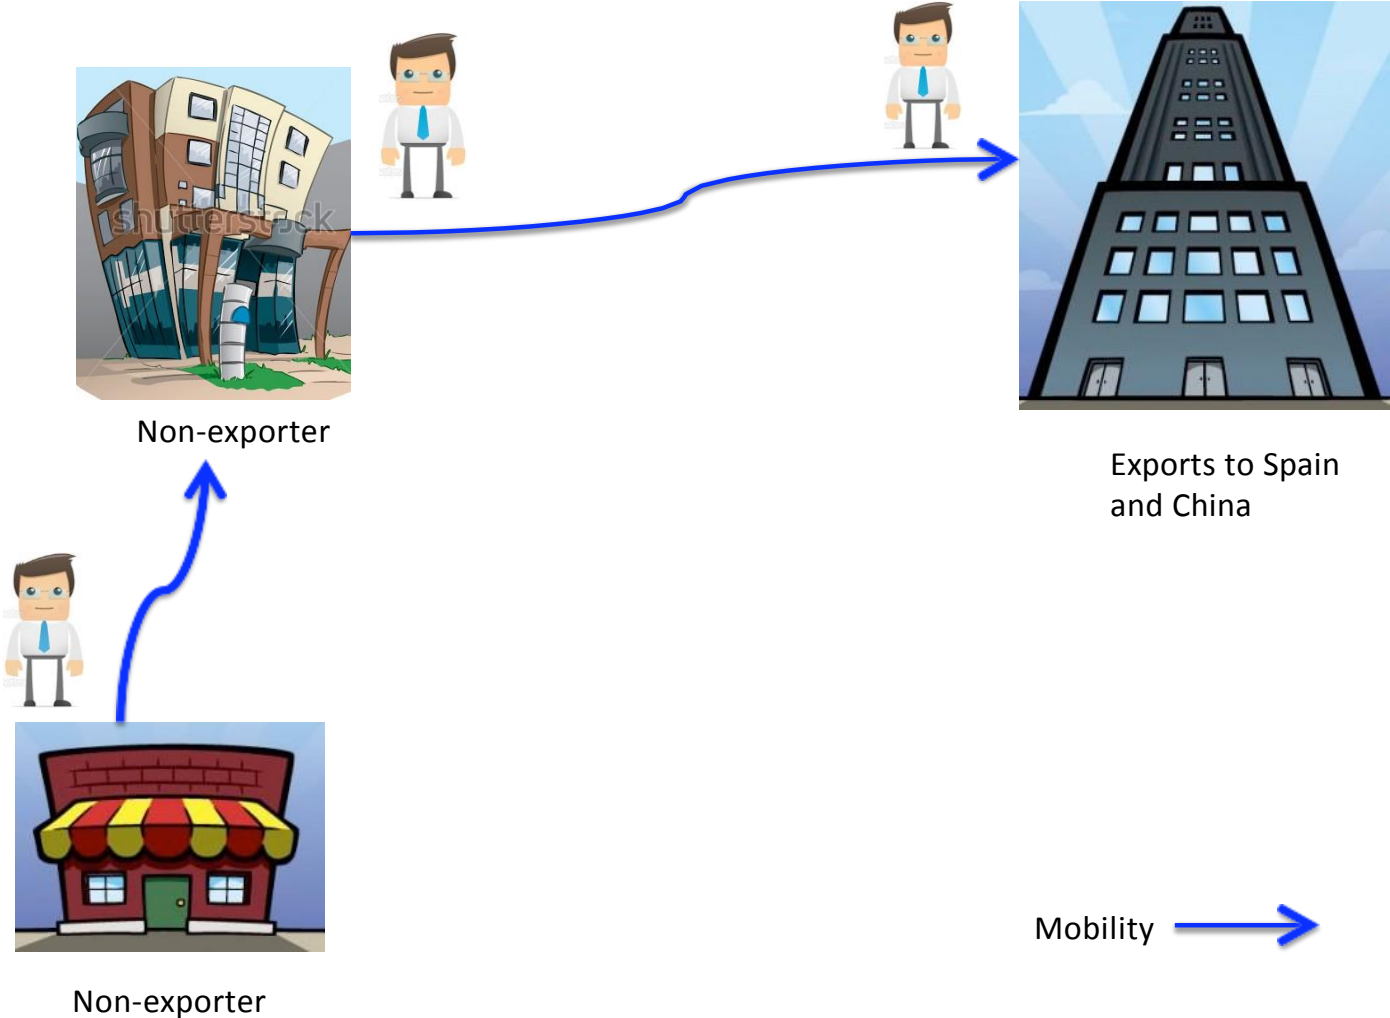 shutterstock
Non-exporter
Exports to Spain
and China
Mobility
Non-exporter